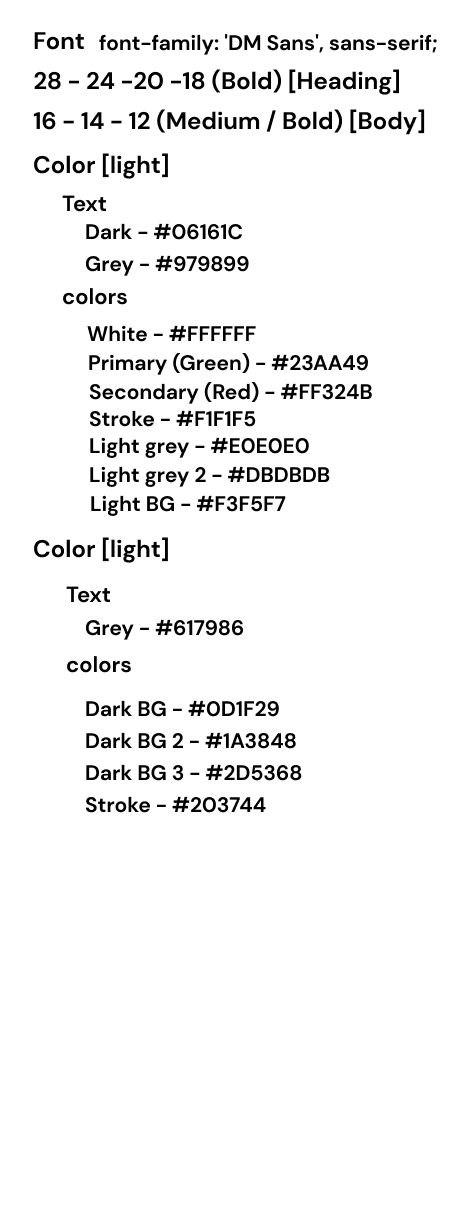 Font font-family: 'DM Sans', sans-serif;
28 - 24 -20 -18 (Bold) [Heading]
16 - 14 - 12 (Medium / Bold) [Body]
Color [light]
Text
Dark - #06161C
Grey - #979899
colors
White - #FFFFFF
Primary (Green) - #23AA49
Secondary (Red) - #FF324B
Stroke - #F1F1F5
Light grey - #E0E0E0
Light grey 2 - #DBDBDB
Light BG - #F3F5F7
Color [light]
Text
Grey - #617986
colors
Dark BG - #0D1F29
Dark BG 2 - #1A3848
Dark BG 3 - #2D5368
Stroke - #203744